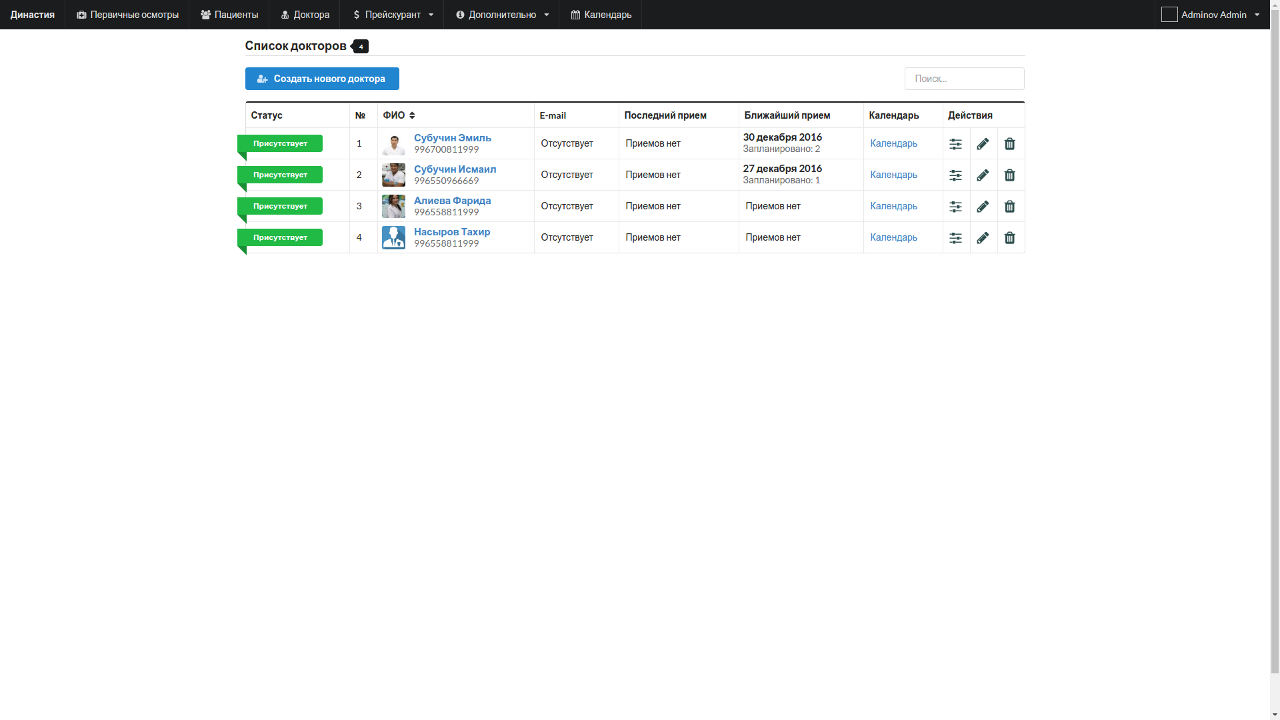 Династия Первичные осмотры Пациенты Доктора Прейскурант Дополнительно Календарь Adminov Admin
Список докторов 4
Создать нового доктора Поиск...
Статус № ФИО E-mail Последний прием Ближайший прием Календарь Действия
Присутствует 1 Субучин Эмиль 996700811999 Отсутствует Приемов нет 30 декабря 2016 Запланировано: 2 Календарь
Присутствует 2 Субучин Исмаил 996550966669 Отсутствует Приемов нет 27 декабря 2016 Запланировано: 1 Календарь
Присутствует 3 Алиева Фарида 996558811999 Отсутствует Приемов нет Приемов нет Календарь
Присутствует 4 Насыров Тахир 996558811999 Отсутствует Приемов нет Приемов нет Календарь